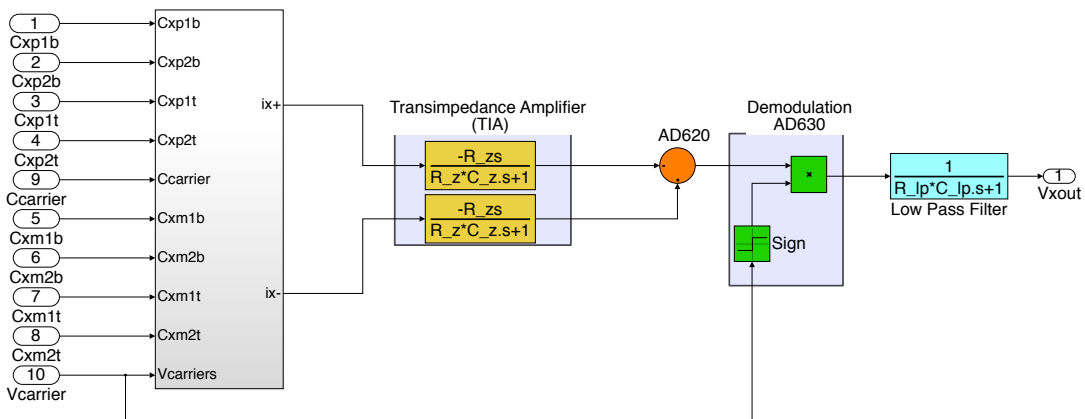 1
Cxp1b
2
Cxp2b
3
Cxp1t
4
Cxp2t
9
Ccarrier
5
Cxm1b
6
Cxm2b
7
Cxm1t
8
Cxm2t
10
Vcarrier
Cxp1b
Cxp2b
Cxp1t
Cxp2t
Ccarrier
Cxm1b
Cxm2b
Cxm1t
Cxm2t
Vcarriers
ix+
ix-
Transimpedance Amplifier
(TIA)
-R_zs
R_z*C_z.s+1
-R_zs
R_z*C_z.s+1
AD620
-
+
Demodulation
AD630
×
Sign
1
R_lp*C_lp.s+1
Low Pass Filter
1
Vxout